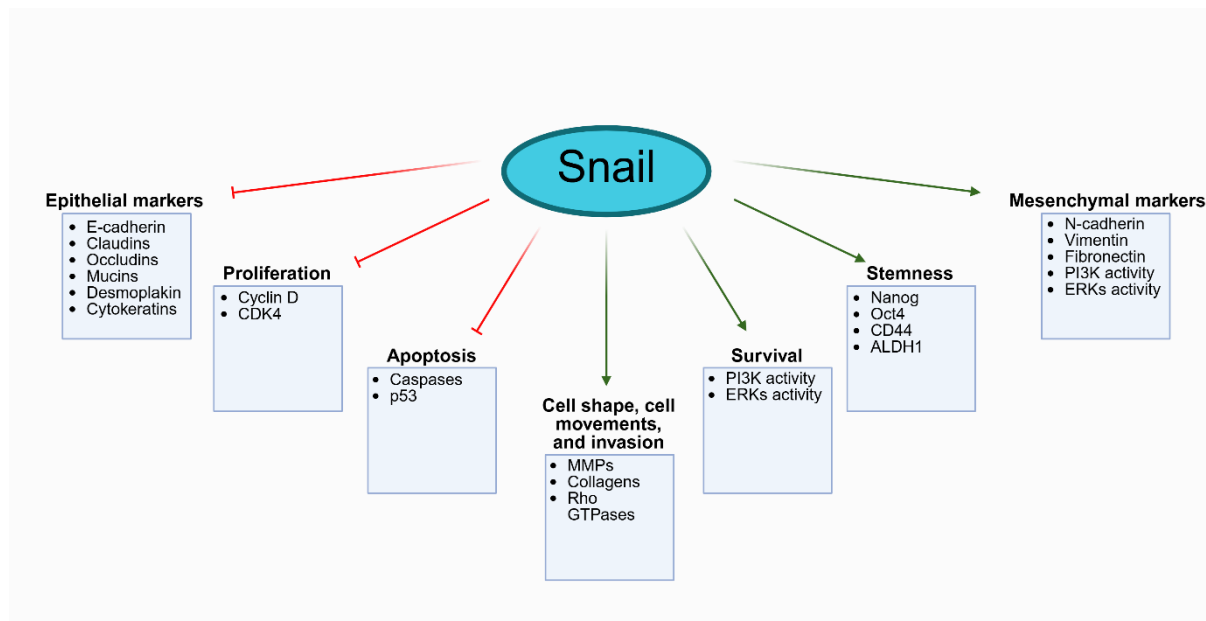 Snail
Epithelial markers
E-cadherin
Claudins
Occludins
Mucins
Desmoplakin
Cytokeratins
Proliferation
Cyclin D
CDK4
Apoptosis
Caspases
p53
Cell shape, cell
movements,
and invasion
MMPs
Collagens
Rho
GTPases
Survival
PI3K activity
ERKs activity
Stemness
Nanog
Oct4
CD44
ALDH1
Mesenchymal markers
N-cadherin
Vimentin
Fibronectin
PI3K activity
ERKs activity